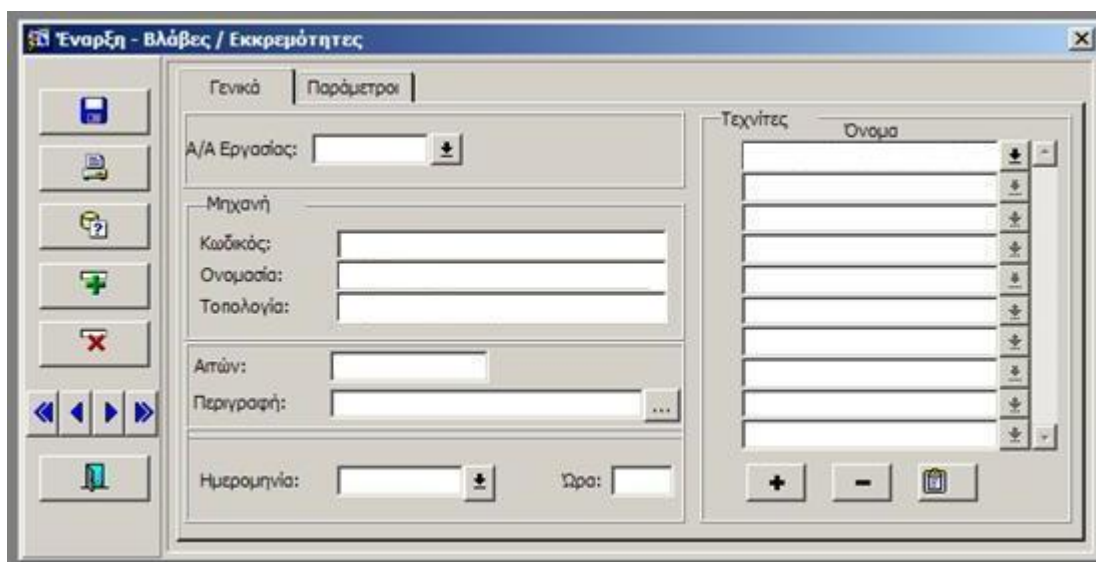 Έναρξη - Βλάβες / Εκκρεμότητες
Γενικά Παράμετροι
Α/Α Εργασίας:
Μηχανή
Κωδικός:
Ονομασία:
Τοπολογία:
Αιτών:
Περιγραφή:
...
Ημερομηνία: Ώρα:
Τεχνίτες
Όνομα